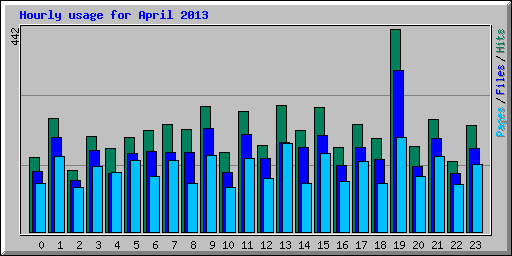 Hourly usage for April 2013
442
Pages / Files / Hits
0 1 2 3 4 5 6 7 8 9 10 11 12 13 14 15 16 17 18 19 20 21 22 23